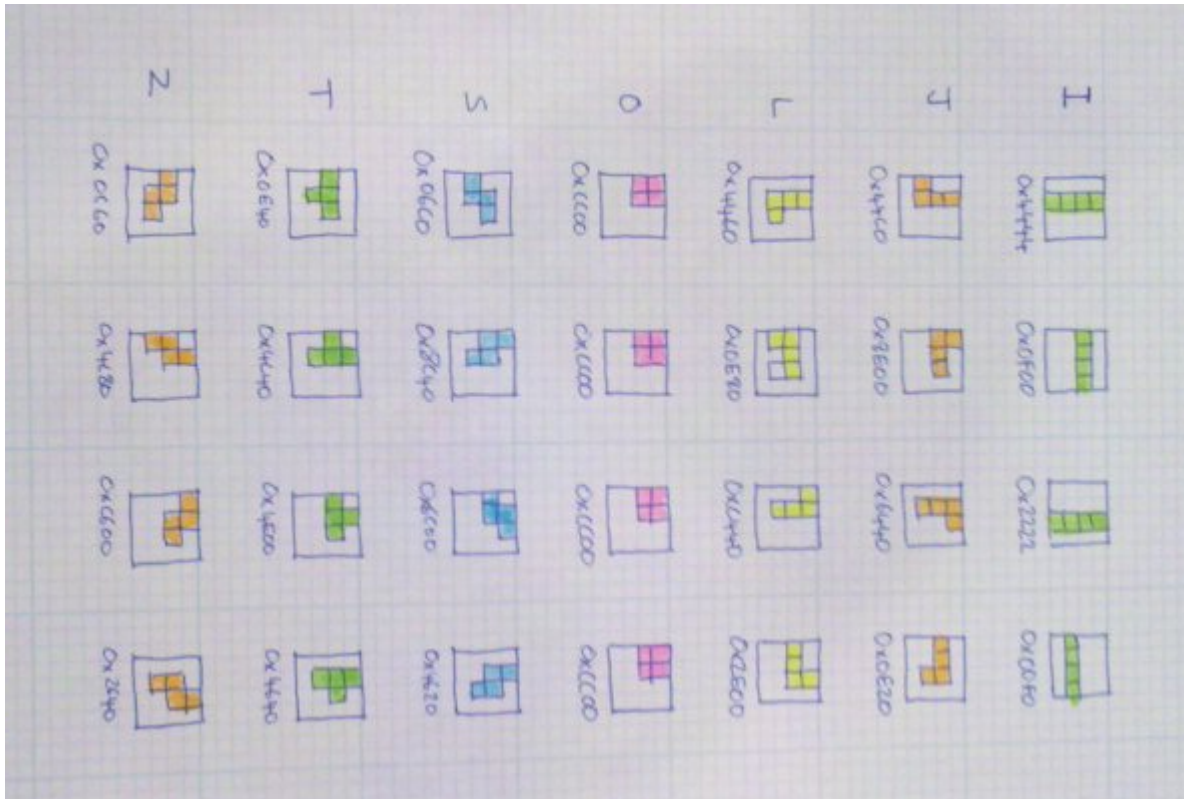 I 0x4444 0x0F00 0x2222 0x00F0
J 0x44C0 0x8E00 0x6440 0x0E20
L 0x4460 0x0E80 0xC440 0x2E00
O 0xCC00 0xCC00 0xCC00 0xCC00
S 0x06C0 0x8C40 0x6C00 0x4620
T 0x0E40 0x4C40 0x4E00 0x4640
Z 0x0C60 0x4C80 0xC600 0x2640